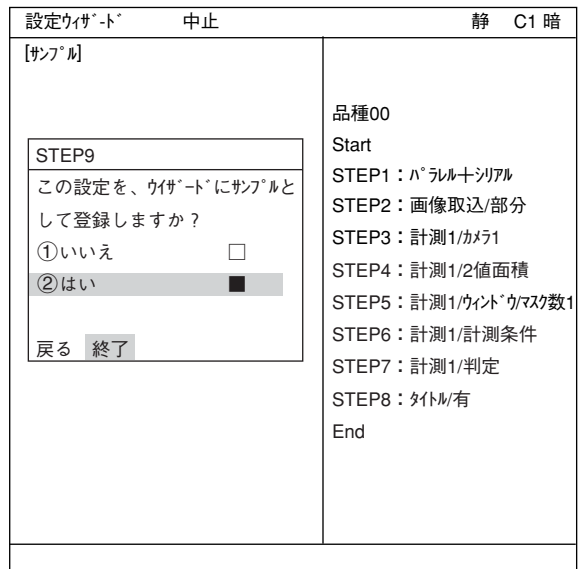 設定ｳｨｻﾞ-ﾄﾞ 中止 静 C1 暗
[ｻﾝﾌﾟﾙ]
STEP9
この設定を、ｳｲｻﾞｰﾄﾞにｻﾝﾌﾟﾙと
して登録しますか？
①いいえ □
②はい ■
戻る 終了
品種00
Start
STEP1：ﾊﾟﾗﾚﾙ＋ｼﾘｱﾙ
STEP2：画像取込/部分
STEP3：計測1/ｶﾒﾗ1
STEP4：計測1/2値面積
STEP5：計測1/ｳｨﾝﾄﾞｳ/ﾏｽｸ数1
STEP6：計測1/計測条件
STEP7：計測1/判定
STEP8：ﾀｲﾄﾙ/有
End